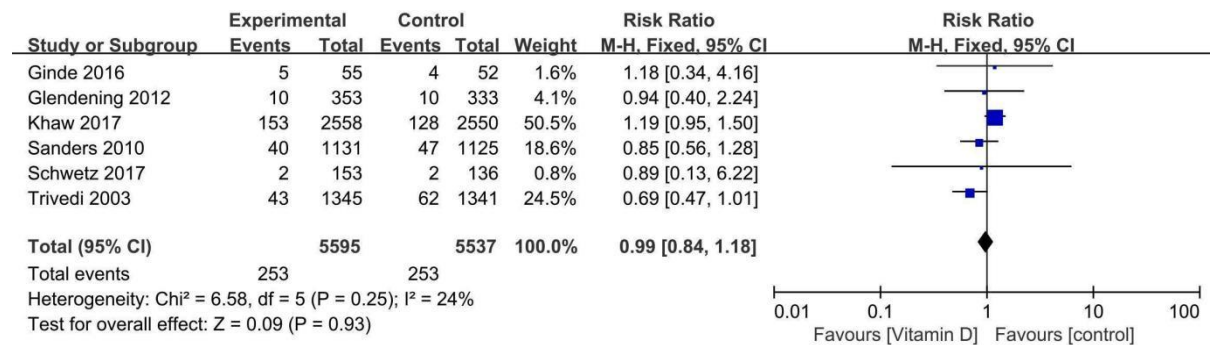 Experimental Control Risk Ratio Risk Ratio
Study or Subgroup Events Total Events Total Weight M-H, Fixed, 95% CI M-H, Fixed, 95% CI
Ginde 2016 5 55 4 52 1.6% 1.18 [0.34, 4.16]
Glendening 2012 10 353 10 333 4.1% 0.94 [0.40, 2.24]
Khaw 2017 153 2558 128 2550 50.5% 1.19 [0.95, 1.50]
Sanders 2010 40 1131 47 1125 18.6% 0.85 [0.56, 1.28]
Schwetz 2017 2 153 2 136 0.8% 0.89 [0.13, 6.22]
Trivedi 2003 43 1345 62 1341 24.5% 0.69 [0.47, 1.01]
Total (95% CI) 5595 5537 100.0% 0.99 [0.84, 1.18]
Total events 253 253
Heterogeneity: Chi² = 6.58, df = 5 (P = 0.25); I² = 24%
Test for overall effect: Z = 0.09 (P = 0.93)
0.01 0.1 1 10 100
Favours [Vitamin D] Favours [control]